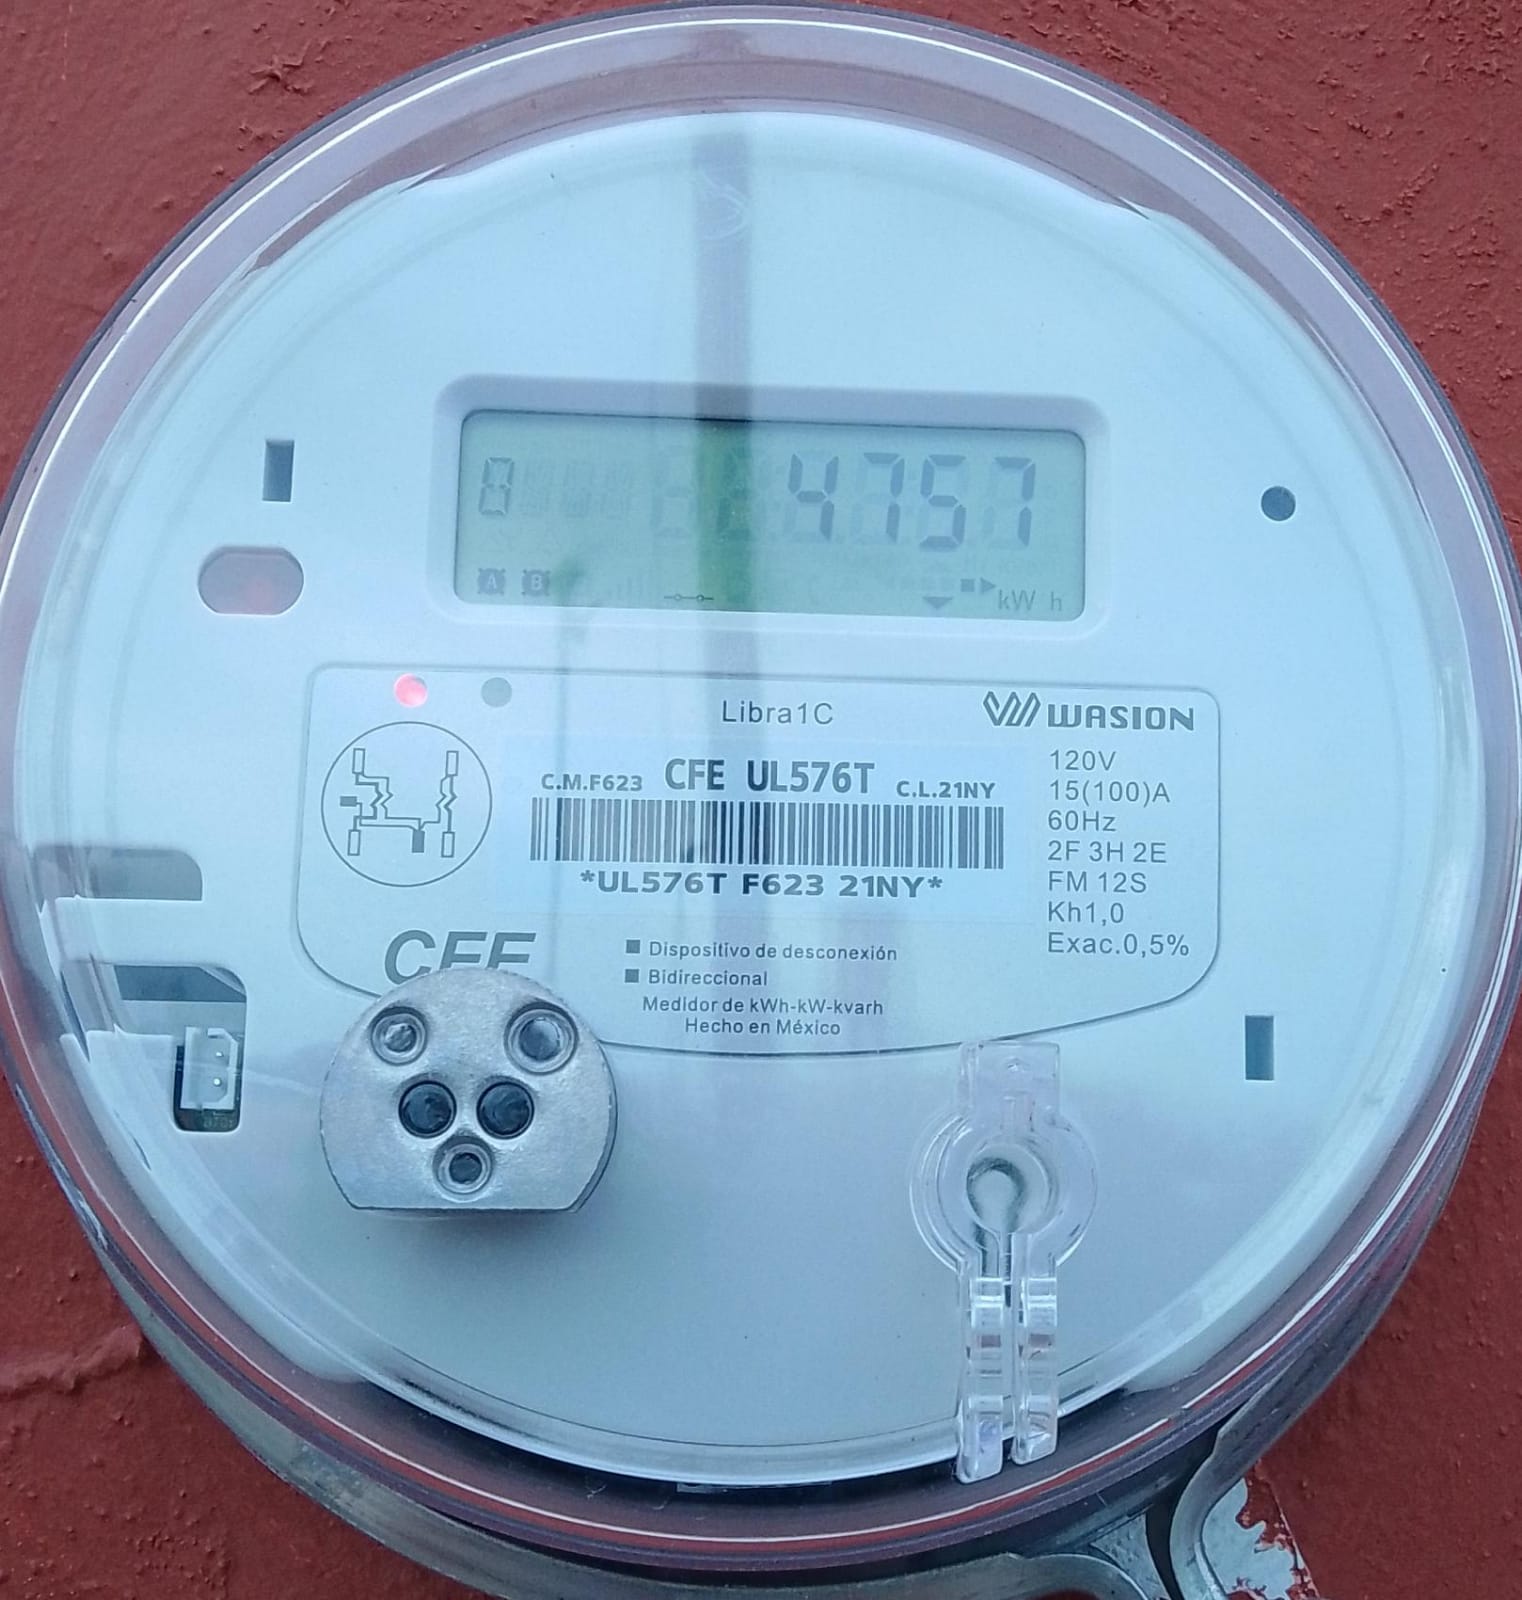 8 4757
A B kW h
Libra1C
WASION
C.M.F623 CFE UL576T C.L.21NY
*UL576T F623 21NY*
120V
15(100)A
60Hz
2F 3H 2E
FM 12S
Kh1,0
Exac.0,5%
CFE
Dispositivo de desconexión
Bidireccional
Medidor de kWh-kW-kvarh
Hecho en México